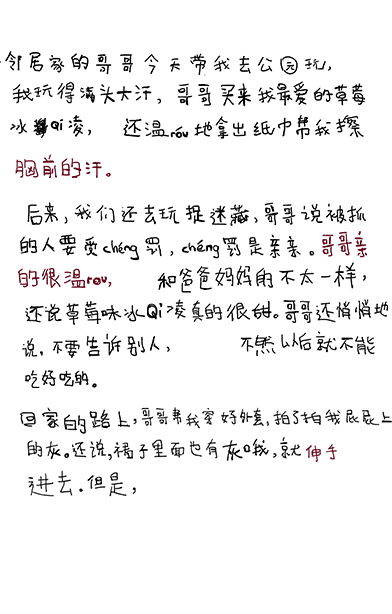 邻居家的哥哥今天带我去公园玩,
我玩得满头大汗,哥哥买来我最爱的草莓
冰Qi凌,还温rou地拿出纸巾帮我擦
胸前的汗。
后来,我们还去玩捉迷藏,哥哥说被抓
的人要受chéng罚,chéng罚是亲亲。哥哥亲
的很温rou,和爸爸妈妈的不太一样,
还说草莓味冰Qi凌真的很甜。哥哥还悄悄地
说,不要告诉别人,不然以后就不能
吃好吃的。
回家的路上,哥哥帮我穿好外套,拍了拍我屁屁上
的灰。还说,裙子里面也有灰哦,就伸手
进去.但是,